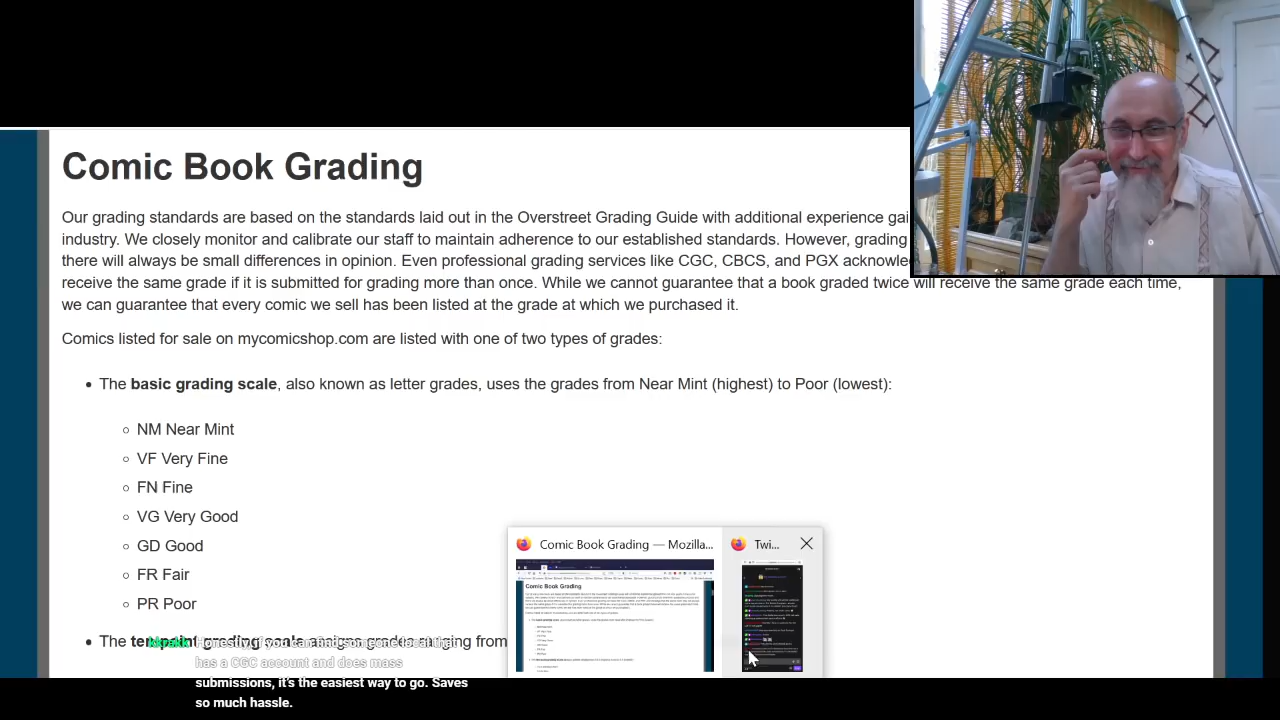 Comic Book Grading
Our grading standards are based on the standards laid out in the Overstreet Grading Guide with additional experience gai
industry. We closely monitor and calibrate our staff to maintain adherence to our established standards. However, grading
there will always be small differences in opinion. Even professional grading services like CGC, CBCS, and PGX acknowle
receive the same grade if it is submitted for grading more than once. While we cannot guarantee that a book graded twice will receive the same grade each time,
we can guarantee that every comic we sell has been listed at the grade at which we purchased it.
Comics listed for sale on mycomicshop.com are listed with one of two types of grades:
The basic grading scale, also known as letter grades, uses the grades from Near Mint (highest) to Poor (lowest):
NM Near Mint
VF Very Fine
FN Fine
VG Very Good
GD Good
FR Fair
PR Poor
The ten-point grading
submissions, it's the way to go. Saves
so much hassle.
Comic Book Grading — Mozilla...
Twi...
Comic Book Grading